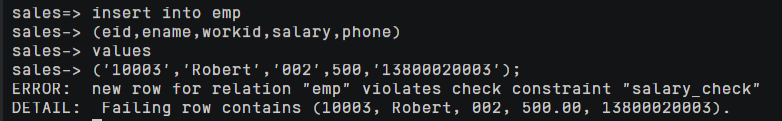 sales=> insert into emp
sales-> (eid,ename,workid,salary,phone)
sales-> values
sales-> ('10003','Robert','002',500,'13800020003');
ERROR:  new row for relation "emp" violates check constraint "salary_check"
DETAIL:  Failing row contains (10003, Robert, 002, 500.00, 13800020003).